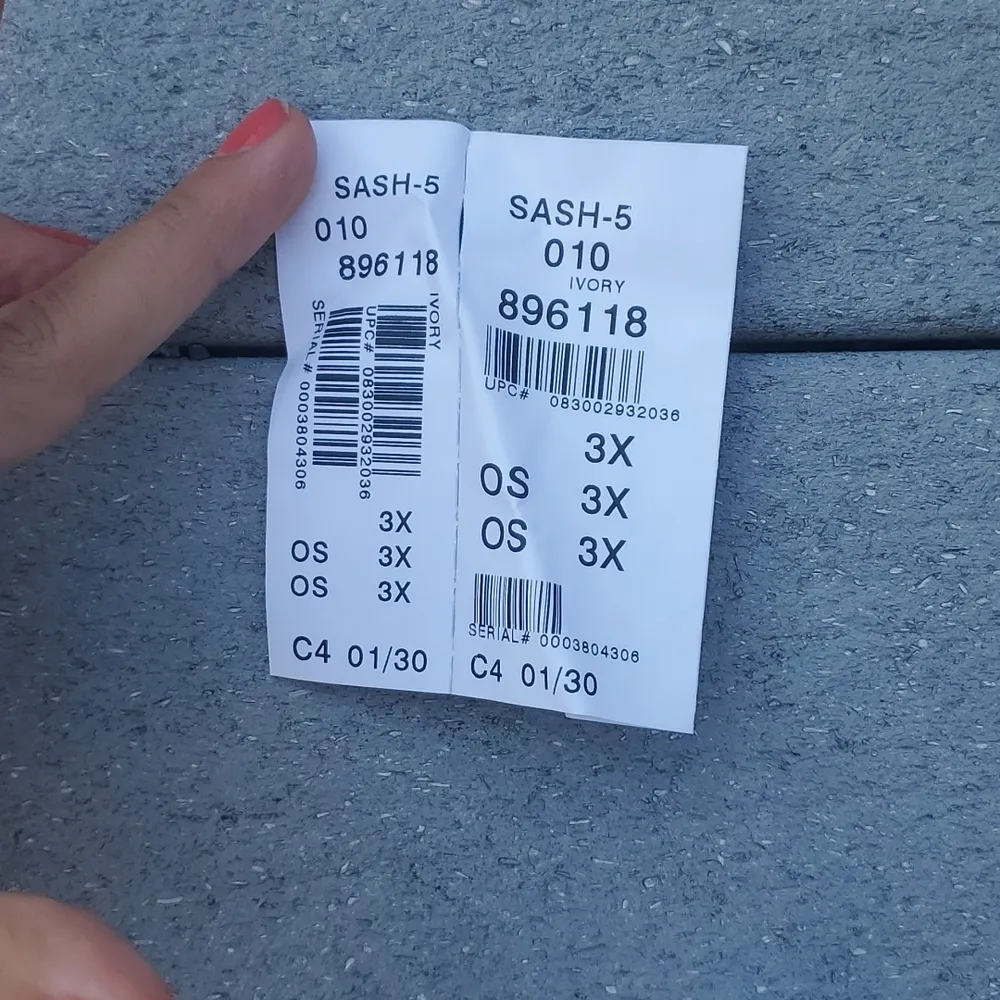 SASH-5
010
896118
IVORY
UPC# 083002932036
SERIAL# 0003804306
3X
OS 3X
OS 3X
C4 01/30
SASH-5
010
IVORY
896118
UPC# 083002932036
3X
OS 3X
OS 3X
SERIAL# 0003804306
C4 01/30